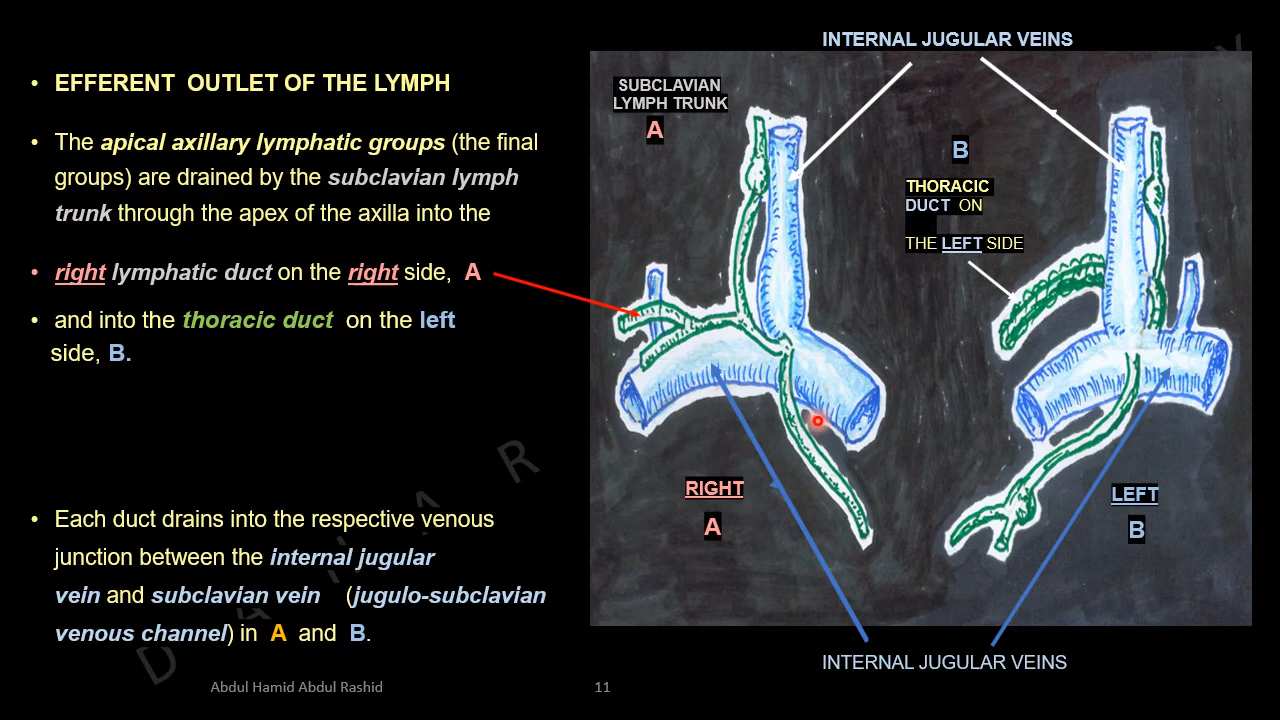 • EFFERENT OUTLET OF THE LYMPH
• The apical axillary lymphatic groups (the final
groups) are drained by the subclavian lymph
trunk through the apex of the axilla into the
• right lymphatic duct on the right side, A
• and into the thoracic duct on the left
side, B.
• Each duct drains into the respective venous
junction between the internal jugular
vein and subclavian vein (jugulo-subclavian
venous channel) in A and B.
INTERNAL JUGULAR VEINS
SUBCLAVIAN
LYMPH TRUNK
A
B
THORACIC
DUCT ON
THE LEFT SIDE
RIGHT
A
LEFT
B
INTERNAL JUGULAR VEINS
Abdul Hamid Abdul Rashid
11